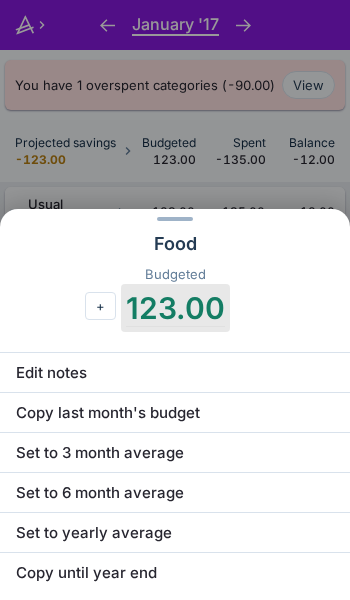 January '17
You have 1 overspent categories (-90.00) View
Projected savings Budgeted Spent Balance
-123.00 123.00 -135.00 -12.00
Usual
Food
Budgeted
+ 123.00
Edit notes
Copy last month's budget
Set to 3 month average
Set to 6 month average
Set to yearly average
Copy until year end